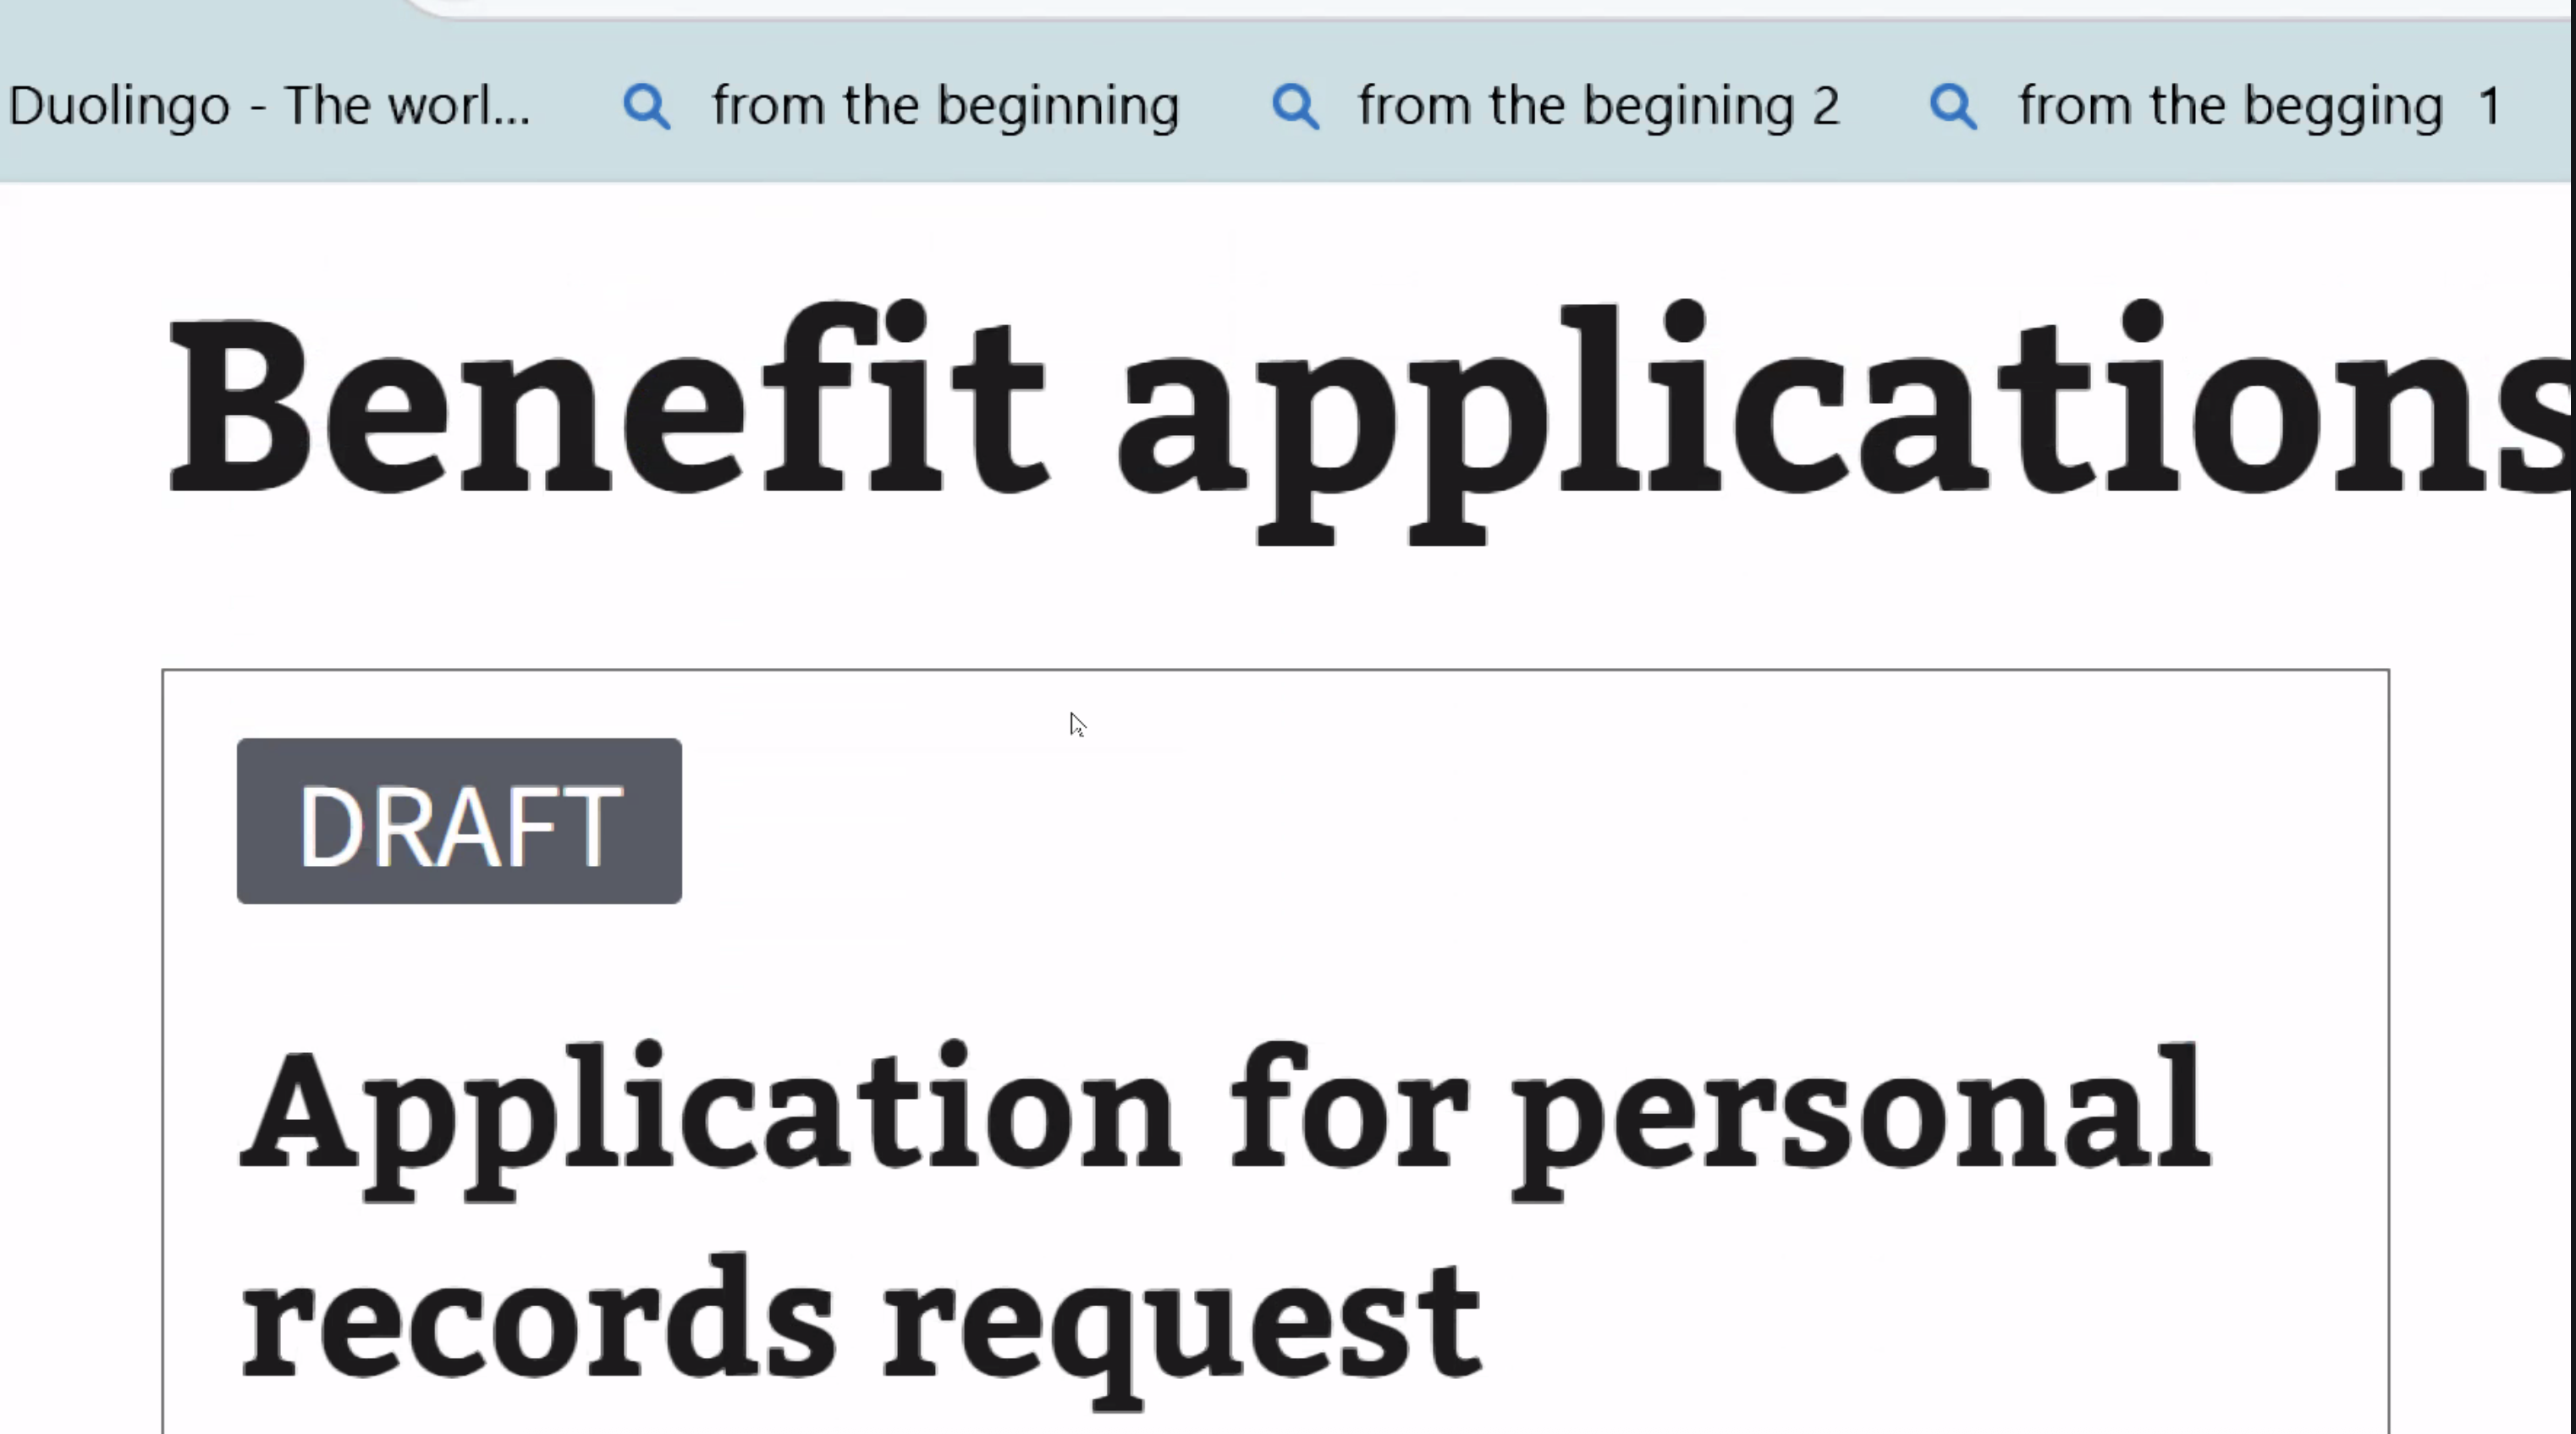 Duolingo - The worl... from the beginning from the begining 2 from the begging 1
Benefit applications
DRAFT
Application for personal
records request